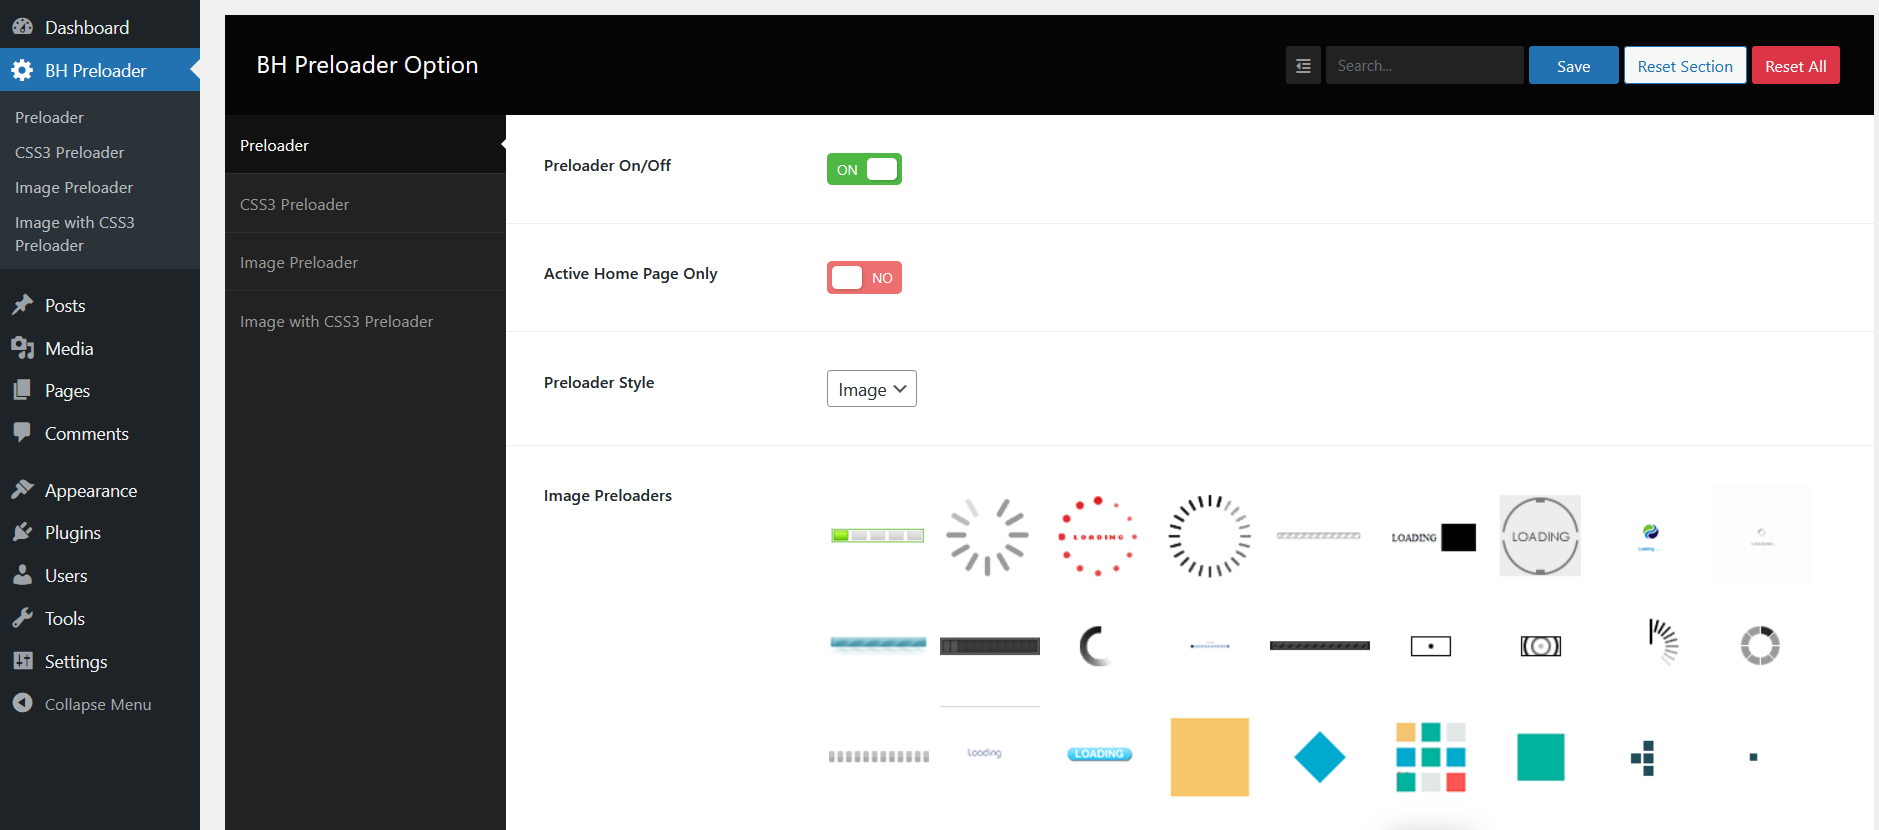 Dashboard
BH Preloader
Preloader
CSS3 Preloader
Image Preloader
Image with CSS3
Preloader
Posts
Media
Pages
Comments
Appearance
Plugins
Users
Tools
Settings
Collapse Menu
BH Preloader Option
Search...
Save
Reset Section
Reset All
Preloader
CSS3 Preloader
Image Preloader
Image with CSS3 Preloader
Preloader On/Off
ON
Active Home Page Only
NO
Preloader Style
Image
Image Preloaders
LOADING
LOADING
LOADING
Loading
LOADING...
Loading
LOADING